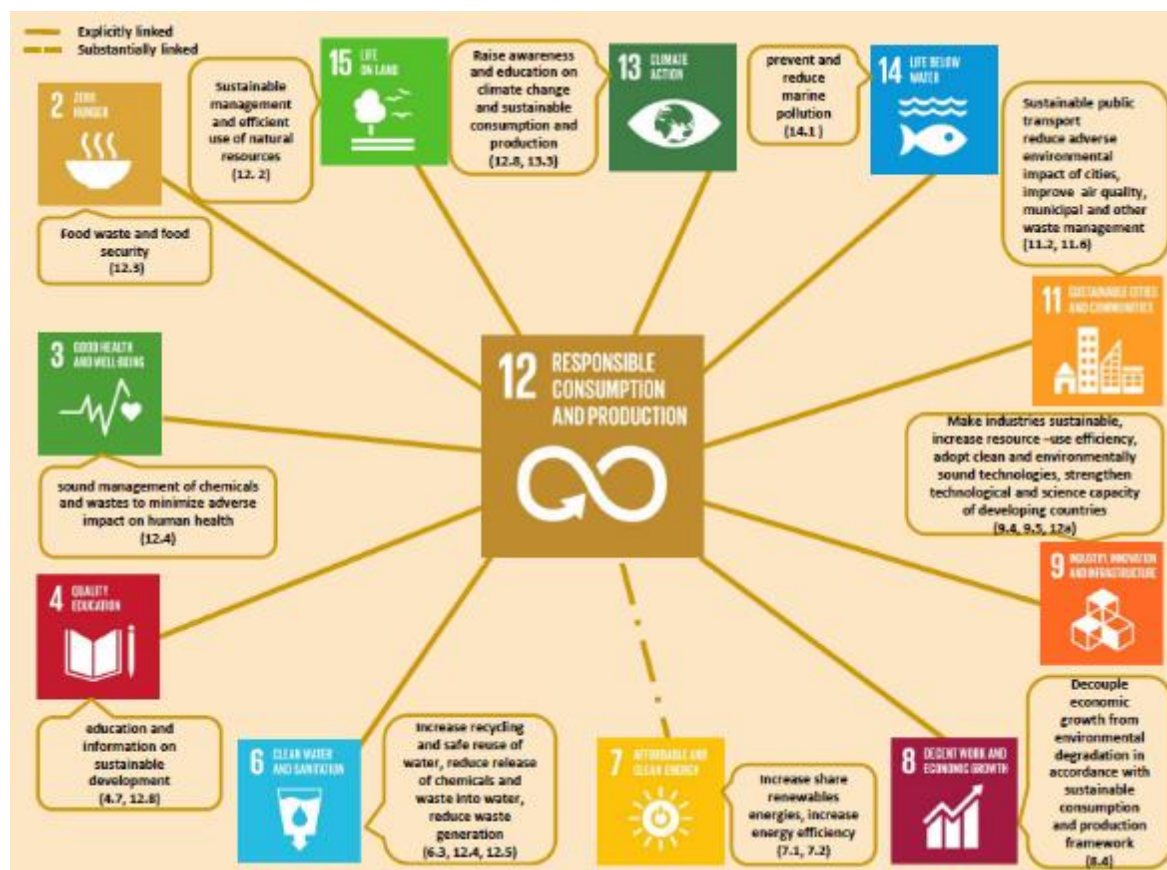 Explicitly linked
Substantially linked
2 ZERO
HUNGER
Food waste and food
security
(12.3)
Sustainable
management
and efficient
use of natural
resources
(12. 2)
15 LIFE
ON LAND
Raise awareness
and education on
climate change
and sustainable
consumption and
production
(12.8, 13.3)
13 CLIMATE
ACTION
prevent and
reduce
marine
pollution
(14.1 )
14 LIFE BELOW
WATER
Sustainable public
transport
reduce adverse
environmental
impact of cities,
improve air quality,
municipal and other
waste management
(11.2, 11.6)
11 SUSTAINABLE CITIES
AND COMMUNITIES
3 GOOD HEALTH
AND WELL-BEING
sound management of chemicals
and wastes to minimize adverse
impact on human health
(12.4)
12 RESPONSIBLE
CONSUMPTION
AND PRODUCTION
Make industries sustainable,
increase resource –use efficiency,
adopt clean and environmentally
sound technologies, strengthen
technological and science capacity
of developing countries
(9.4, 9.5, 12a)
9 INDUSTRY, INNOVATION
AND INFRASTRUCTURE
4 QUALITY
EDUCATION
education and
information on
sustainable
development
(4.7, 12.8)
6 CLEAN WATER
AND SANITATION
Increase recycling
and safe reuse of
water, reduce release
of chemicals and
waste into water,
reduce waste
generation
(6.3, 12.4, 12.5)
7 AFFORDABLE AND
CLEAN ENERGY
Increase share
renewables
energies, increase
energy efficiency
(7.1, 7.2)
8 DECENT WORK AND
ECONOMIC GROWTH
Decouple
economic
growth from
environmental
degradation in
accordance with
sustainable
consumption
and production
framework
(8.4)